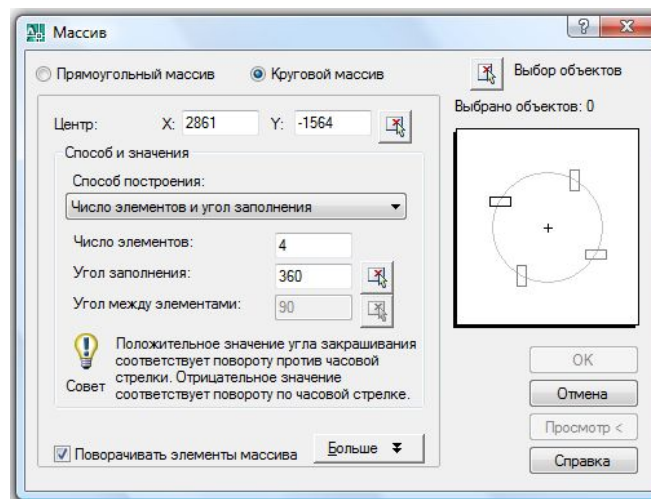 Массив
Прямоугольный массив
Круговой массив
Выбор объектов
Выбрано объектов: 0
Центр: X: 2861 Y: -1564
Способ и значения
Способ построения:
Число элементов и угол заполнения
Число элементов: 4
Угол заполнения: 360
Угол между элементами: 90
Положительное значение угла закрашивания
соответствует повороту против часовой
стрелки. Отрицательное значение
соответствует повороту по часовой стрелке.
Совет
Поворачивать элементы массива
Больше
OK
Отмена
Просмотр <
Справка